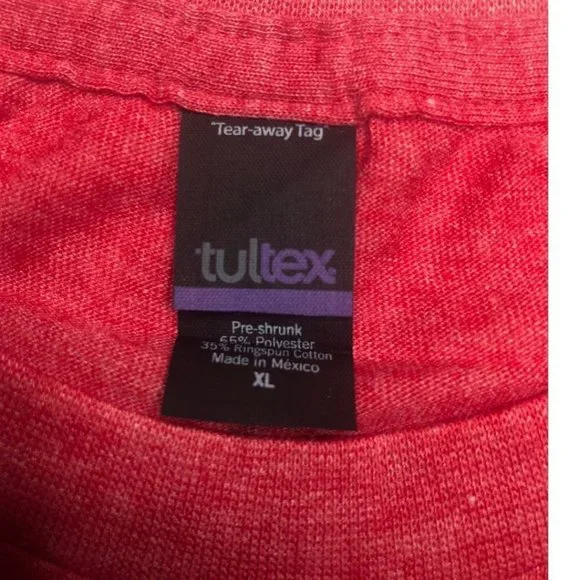 "Tear-away Tag"
tultex
Pre-shrunk
65% Polyester
35% Ringspun Cotton
Made in México
XL